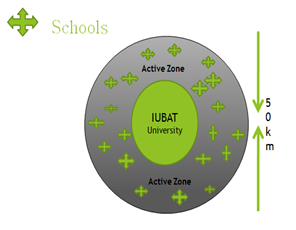 Schools
Active Zone
IUBAT
University
Active Zone
5
0
k
m